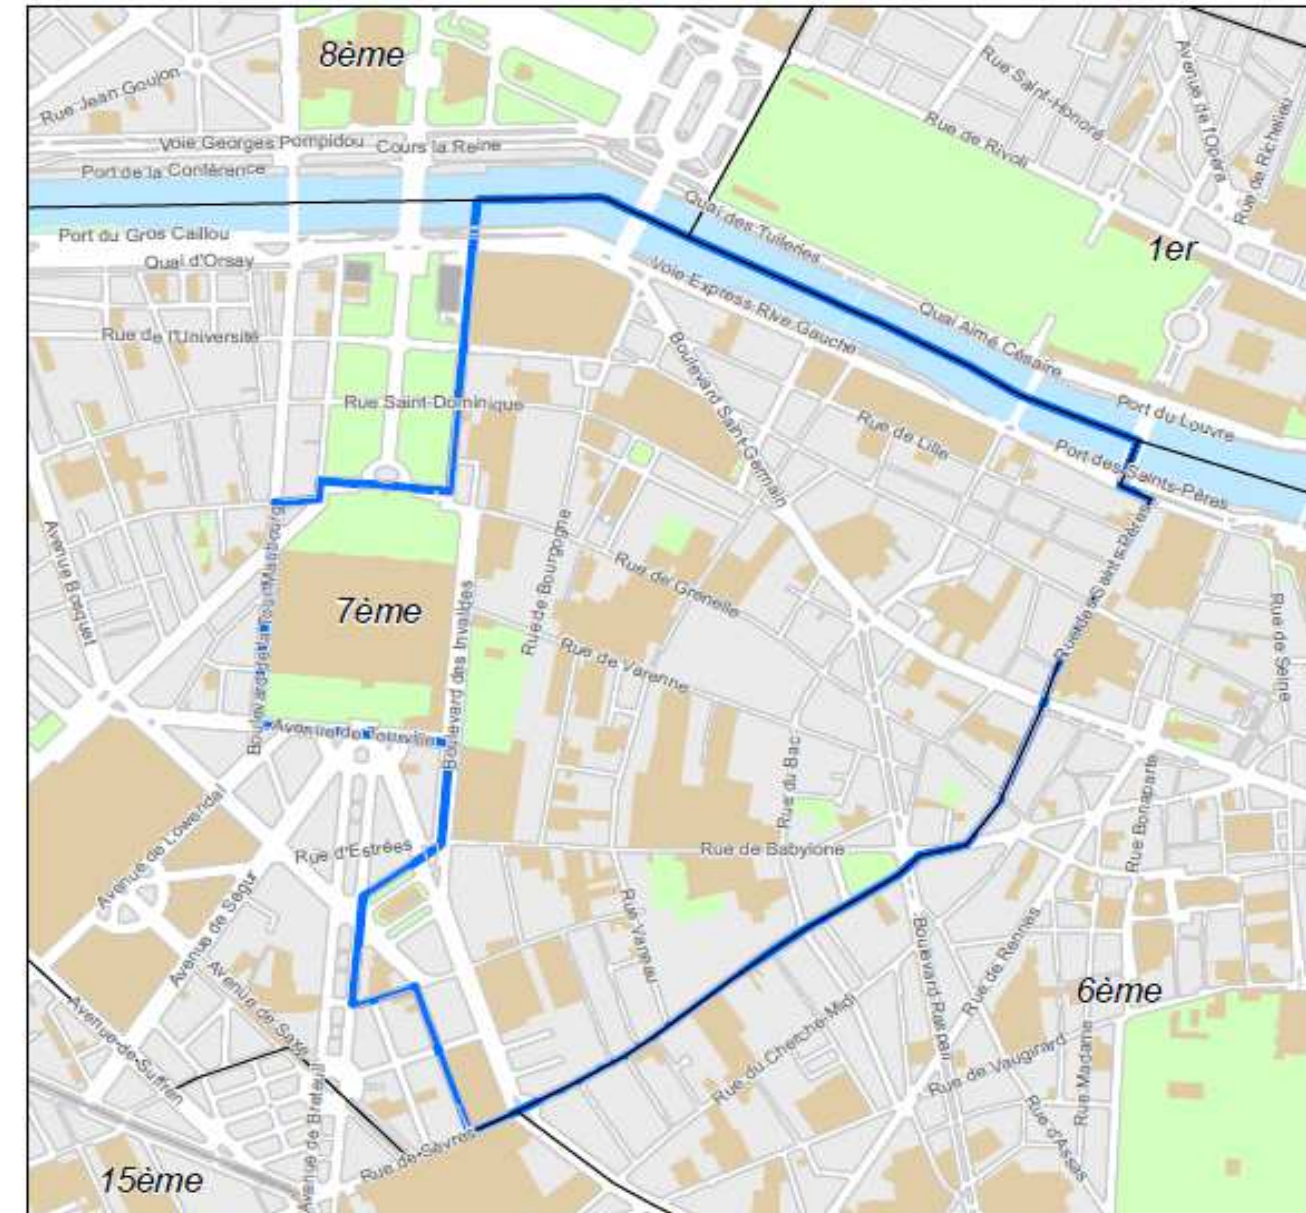 8ème
Rue Jean Goujon
Voie Georges Pompidou
Cours la Reine
Port de la Conférence
Port du Gros Caillou
Quai d'Orsay
Rue de l'Université
Rue Saint-Dominique
Rue Saint-Honoré
Avenue de l'Opéra
Rue de Rivoli
Rue de Richelieu
1er
Quai des Tuileries
Voie Express Rive Gauche
Quai Aimé Césaire
Port du Louvre
Boulevard Saint-Germain
Rue de Lille
Port des Saints-Pères
Avenue Bosquet
7ème
Boulevard des Invalides
Rue de Bourgogne
Rue de Grenelle
Rue de Varenne
Rue des Saints-Pères
Rue de Seine
Avenue de Tourville
Rue du Bac
Rue Bonaparte
Avenue de Lowendal
Rue d'Estrées
Rue de Babylone
Avenue de Ségur
Rue Vaneau
Boulevard Raspail
Rue de Rennes
6ème
Avenue de Saxe
Avenue de Suffren
Rue du Cherche-Midi
Rue de Vaugirard
Rue Madame
Rue d'Assas
Avenue de Breteuil
Rue de Sèvres
15ème